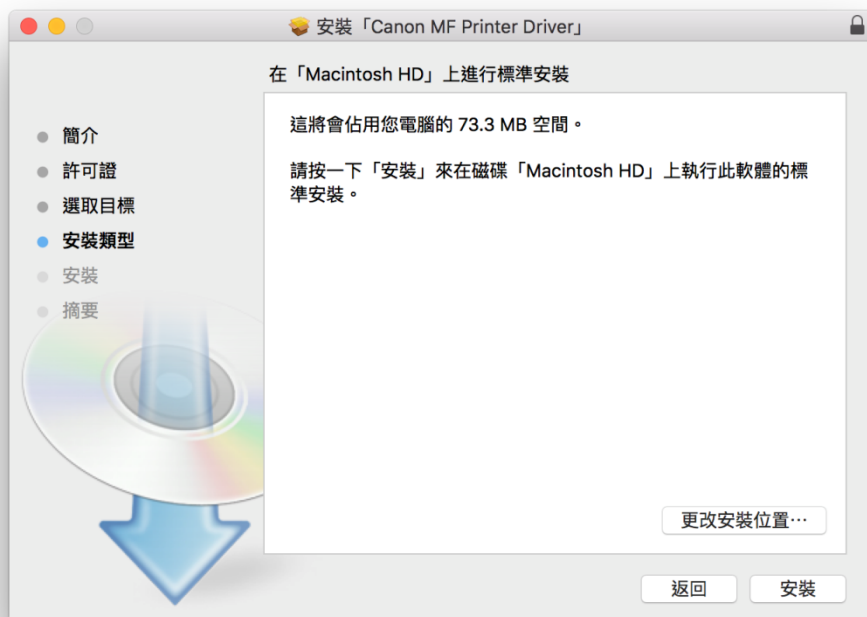 安裝「Canon MF Printer Driver」
在「Macintosh HD」上進行標準安裝
簡介
許可證
選取目標
安裝類型
安裝
摘要
這將會佔用您電腦的 73.3 MB 空間。
請按一下「安裝」來在磁碟「Macintosh HD」上執行此軟體的標
準安裝。
更改安裝位置⋯
返回
安裝